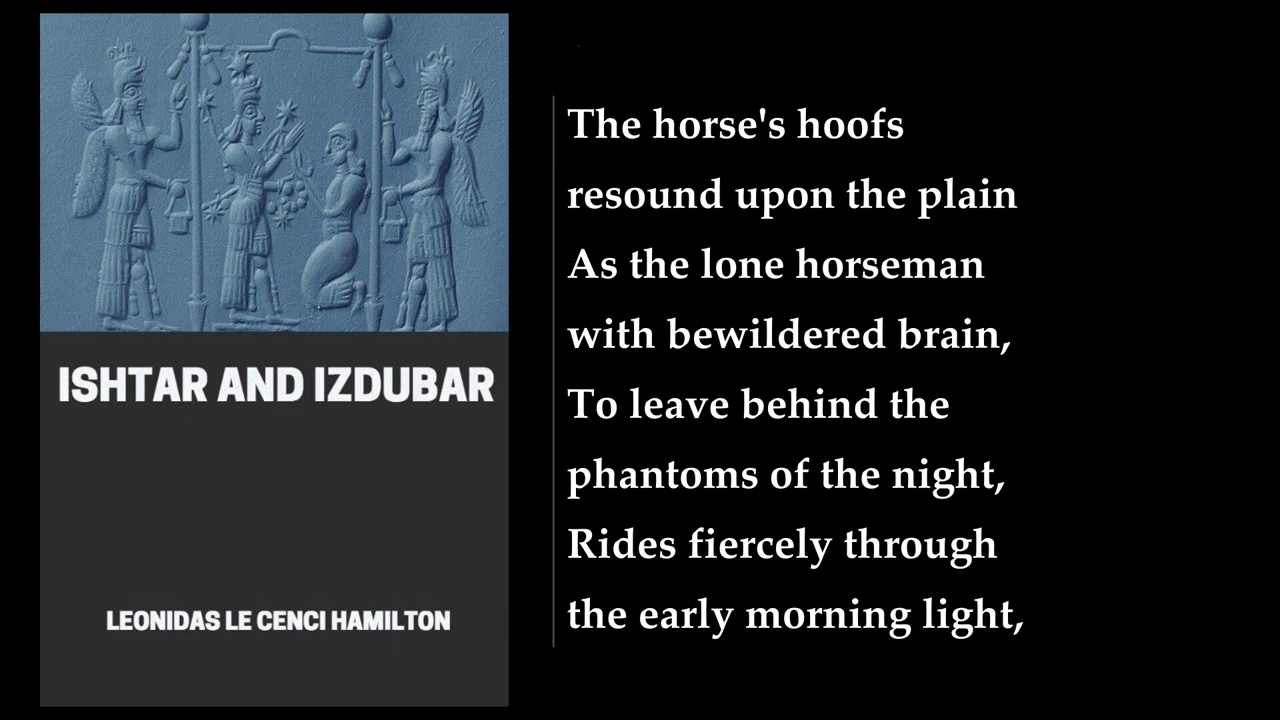 ISHTAR AND IZDUBAR
LEONIDAS LE CENCI HAMILTON
The horse's hoofs
resound upon the plain
As the lone horseman
with bewildered brain,
To leave behind the
phantoms of the night,
Rides fiercely through
the early morning light,